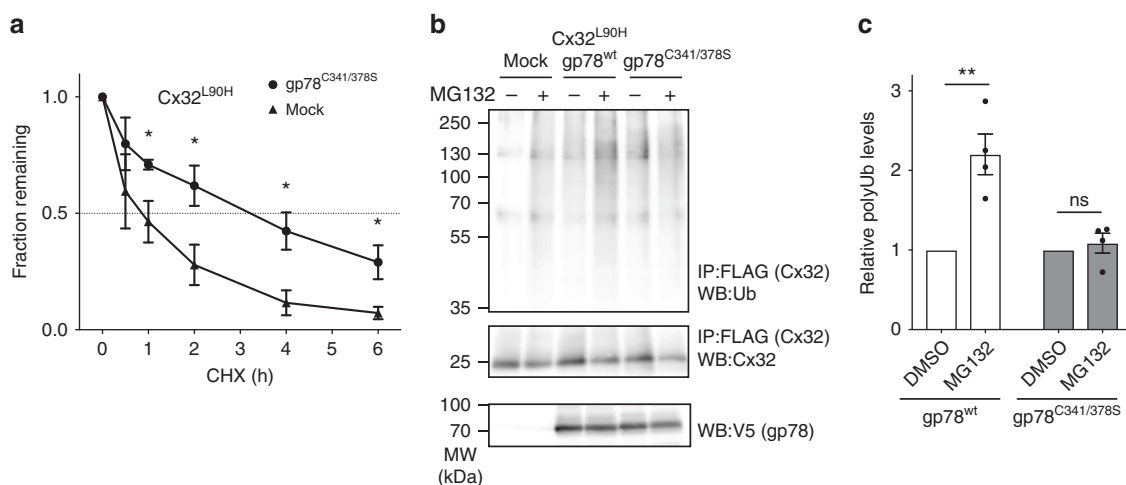 a
Cx32^L90H
gp78^C341/378S
Mock
*
*
*
*
1.0
0.5
0.0
Fraction remaining
0 1 2 3 4 5 6
CHX (h)
b
Cx32^L90H
Mock gp78^wt gp78^C341/378S
MG132 – + – + – +
250
130
100
70
55
35
IP:FLAG (Cx32)
WB:Ub
25
IP:FLAG (Cx32)
WB:Cx32
100
70
WB:V5 (gp78)
MW
(kDa)
c
3
2
1
0
Relative polyUb levels
**
ns
DMSO
MG132
DMSO
MG132
gp78^wt
gp78^C341/378S